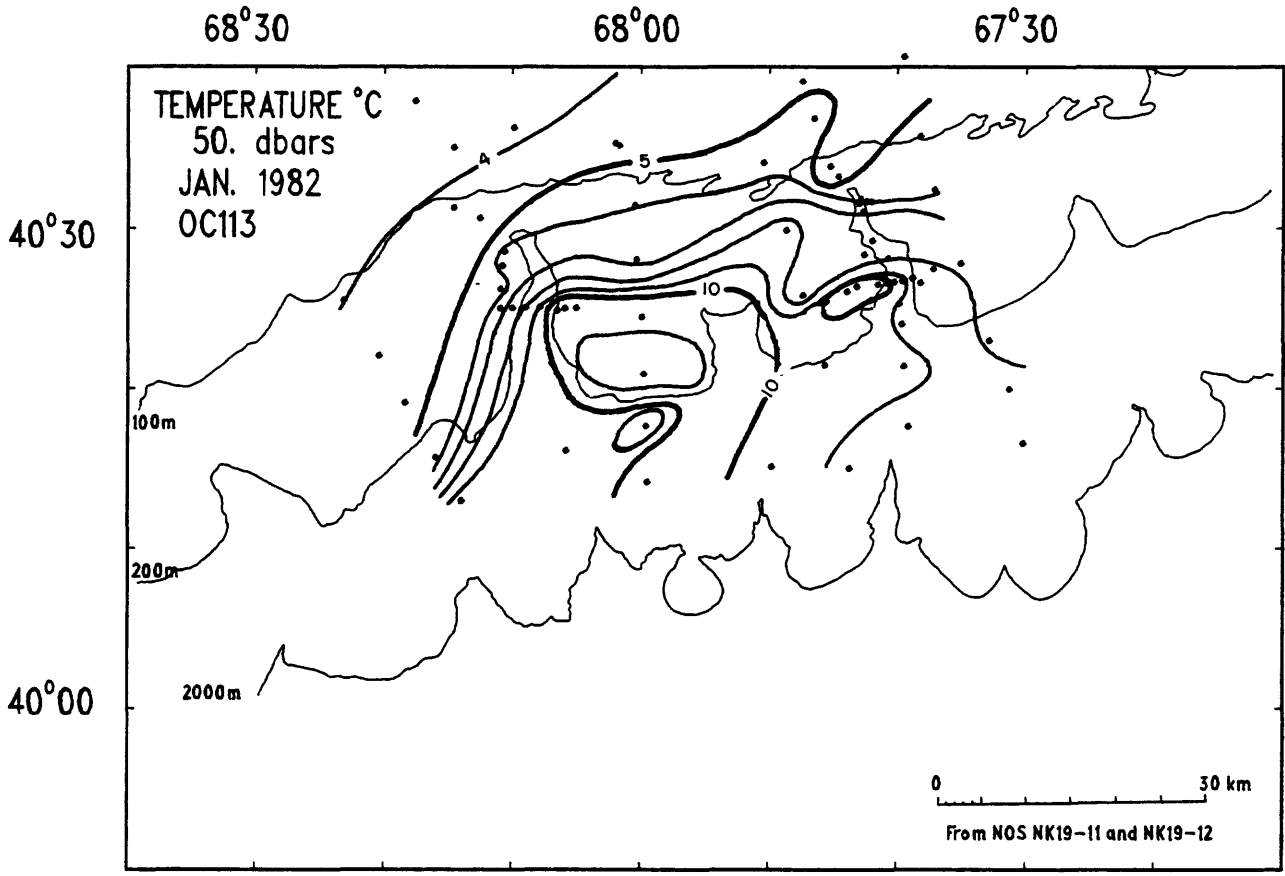 68°30 68°00 67°30
TEMPERATURE °C
50. dbars
JAN. 1982
OC113
4
5
40°30
10
10
100m
200m
2000m
40°00
0 30 km
From NOS NK19-11 and NK19-12